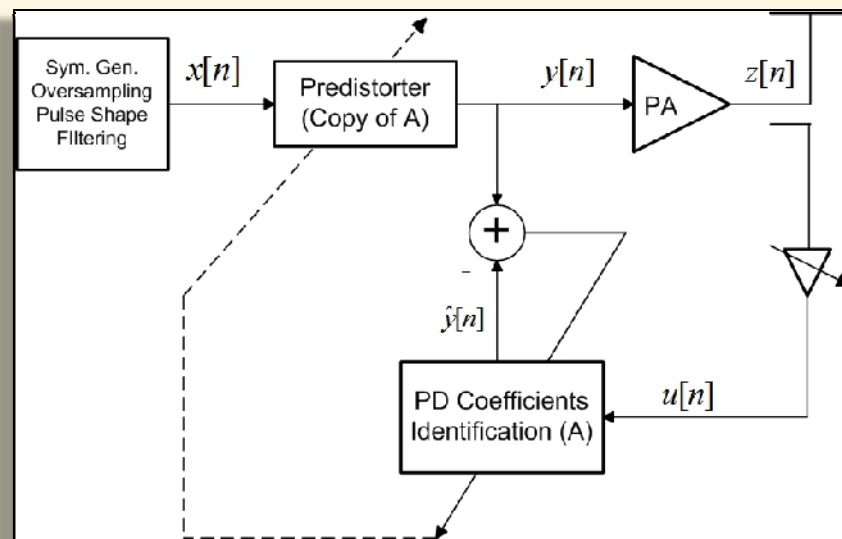 Sym. Gen.
Oversampling
Pulse Shape
FIltering
x[n]
Predistorter
(Copy of A)
y[n]
PA
z[n]
+
-
ŷ[n]
PD Coefficients
Identification (A)
u[n]